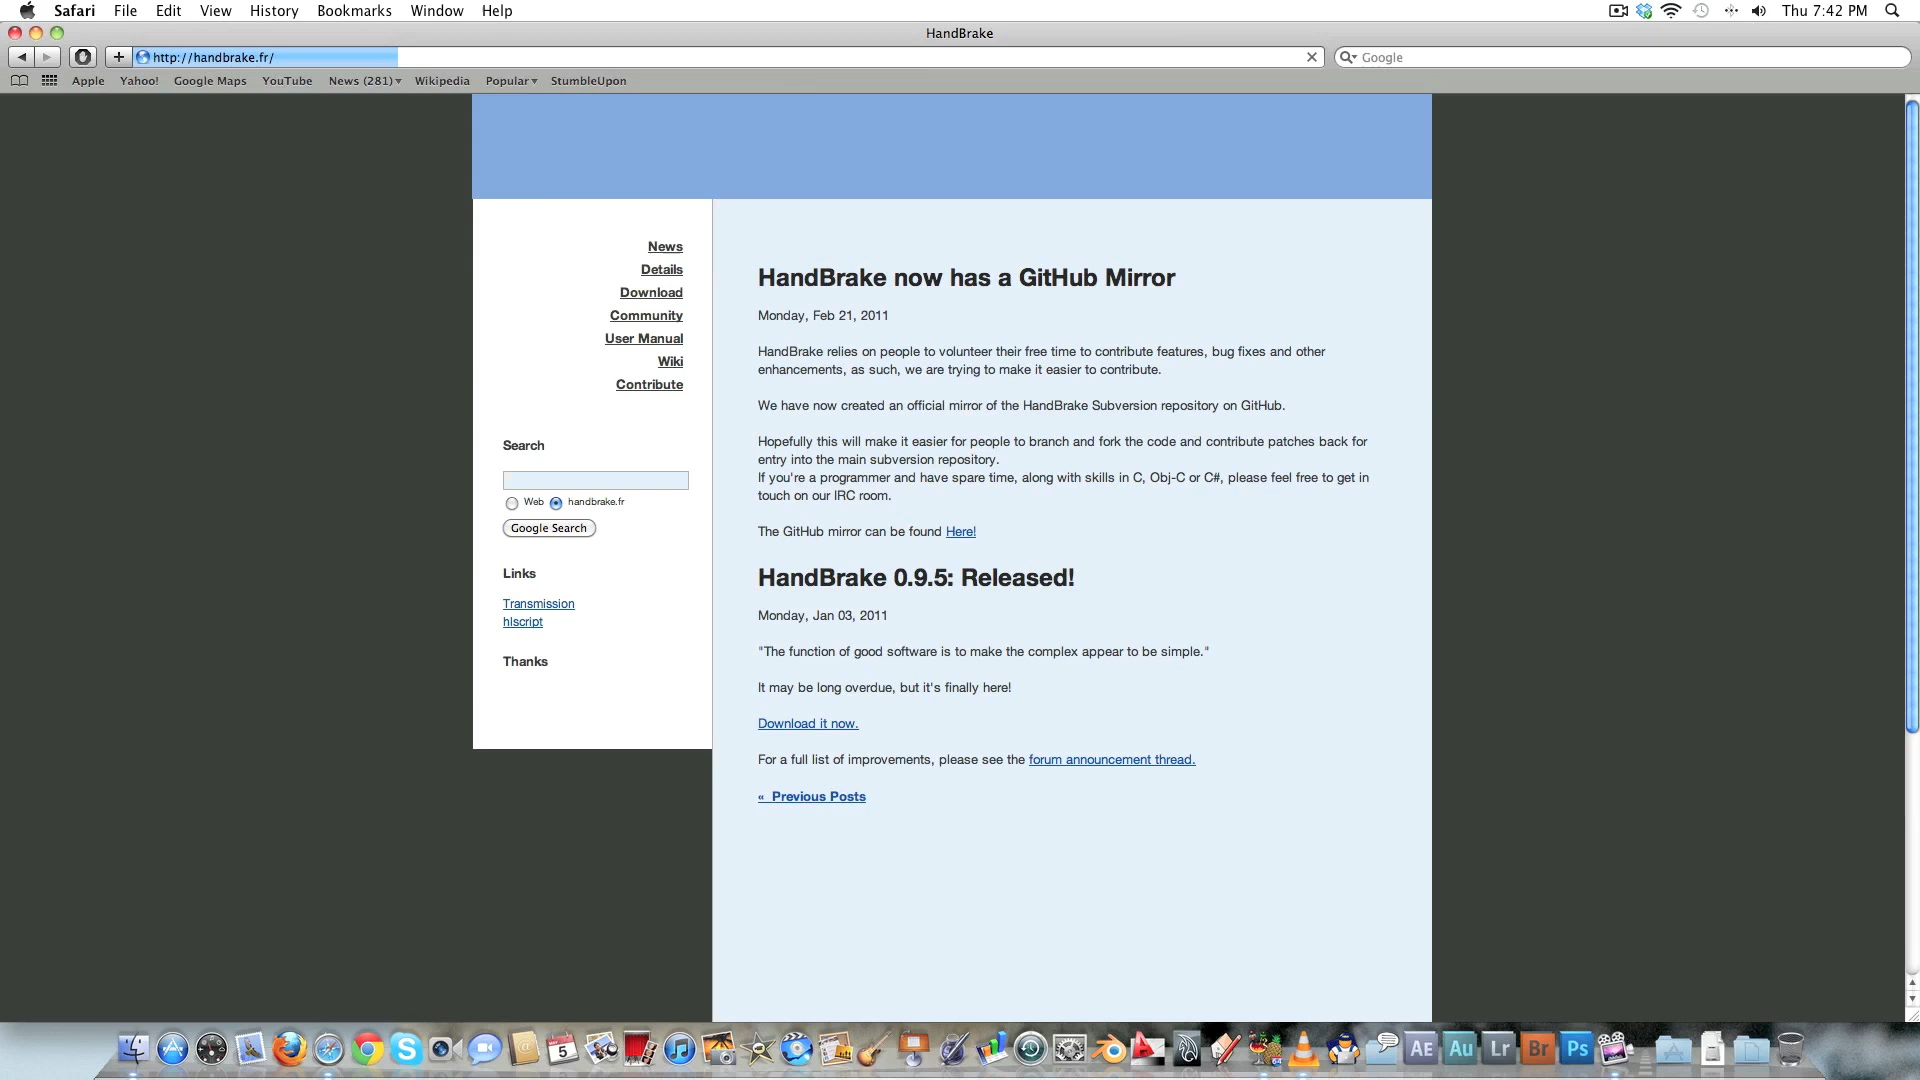 Safari File Edit View History Bookmarks Window Help Thu 7:42 PM
HandBrake
http://handbrake.fr/ Google
Apple Yahoo! Google Maps YouTube News (281) Wikipedia Popular StumbleUpon
News
Details
Download
Community
User Manual
Wiki
Contribute
Search
Web handbrake.fr
Google Search
Links
Transmission
hlscript
Thanks
HandBrake now has a GitHub Mirror
Monday, Feb 21, 2011
HandBrake relies on people to volunteer their free time to contribute features, bug fixes and other
enhancements, as such, we are trying to make it easier to contribute.
We have now created an official mirror of the HandBrake Subversion repository on GitHub.
Hopefully this will make it easier for people to branch and fork the code and contribute patches back for
entry into the main subversion repository.
If you're a programmer and have spare time, along with skills in C, Obj-C or C#, please feel free to get in
touch on our IRC room.
The GitHub mirror can be found Here!
HandBrake 0.9.5: Released!
Monday, Jan 03, 2011
"The function of good software is to make the complex appear to be simple."
It may be long overdue, but it's finally here!
Download it now.
For a full list of improvements, please see the forum announcement thread.
« Previous Posts
5 64 AE Au Lr Br Ps